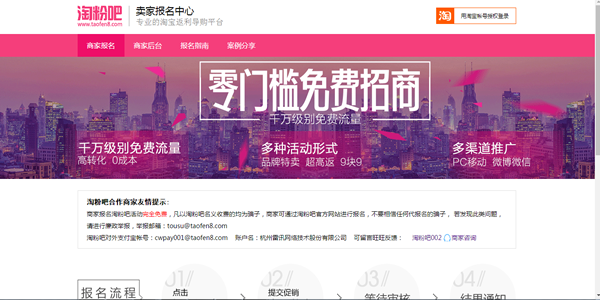 淘粉吧
www.taofen8.com
卖家报名中心
专业的淘宝返利导购平台
淘
用淘宝帐号授权登录
商家报名 商家后台 报名指南 案例分享
零门槛免费招商
千万级别免费流量
千万级别免费流量 多种活动形式 多渠道推广
高转化 0成本 品牌特卖 超高返 9块9 PC移动 微博微信
淘粉吧合作商家友情提示：
商家报名淘粉吧活动完全免费，凡以淘粉吧名义收费的均为骗子，商家可通过淘粉吧官方网站进行报名，不要相信任何代报名的骗子，若发现此类问题，
请进行廉政举报，举报邮箱：tousu@taofen8.com
淘粉吧对外支付宝帐号：cwpay001@taofen8.com 账户名：杭州雷讯网络技术股份有限公司 可留言旺旺反馈： 淘粉吧002 商家咨询
J1// J2// J3// J4//
报名流程 点击 提交促销 等待审核 结果通知